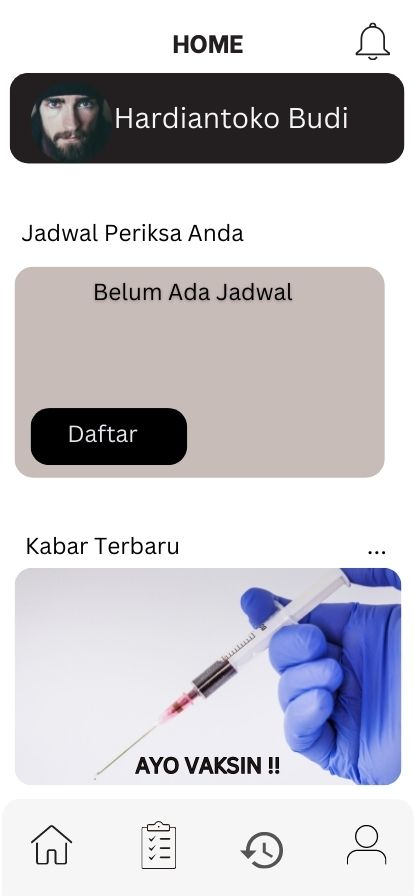 HOME
Hardiantoko Budi
Jadwal Periksa Anda
Belum Ada Jadwal
Daftar
Kabar Terbaru
...
AYO VAKSIN !!